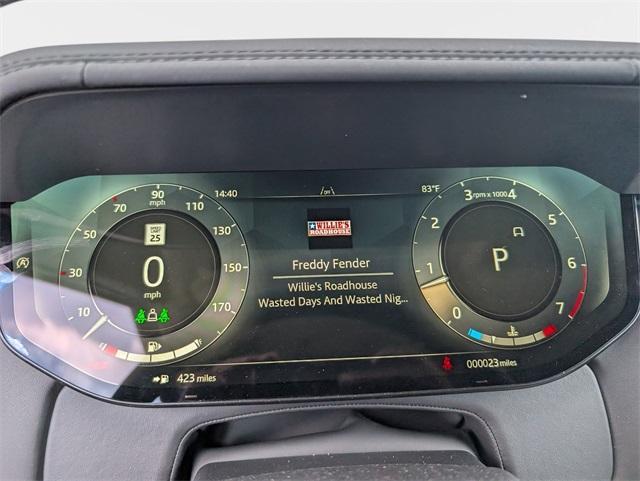 14:40
83°F
90
mph
70
110
50
130
30
150
10
170
SPEED
LIMIT
25
0
mph
F
423 miles
WILLIE'S
ROADHOUSE
Freddy Fender
Willie's Roadhouse
Wasted Days And Wasted Nig...
3 rpm x 1000 4
2
5
1
6
0
7
P
000023 miles